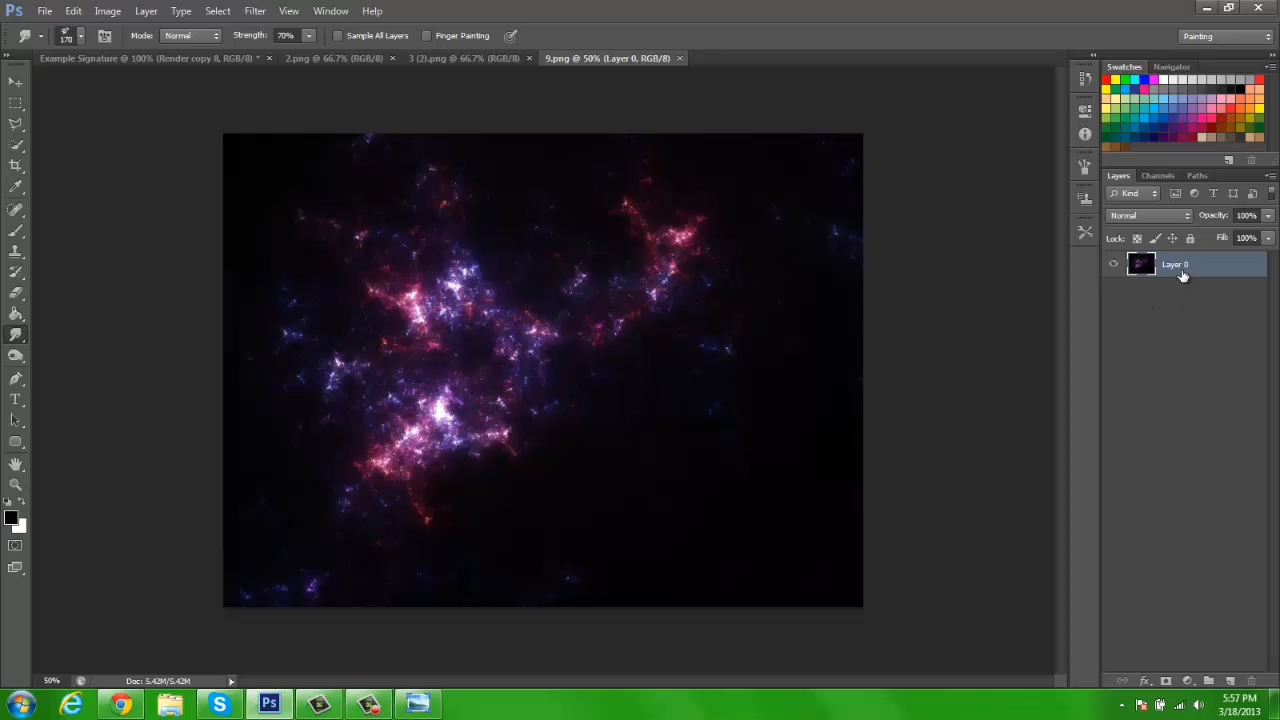 Ps File Edit Image Layer Type Select Filter View Window Help
170 Mode: Normal Strength: 70% Sample All Layers Finger Painting Painting
Example Signature @ 100% (Render copy 8, RGB/8) * × 2.png @ 66.7% (RGB/8) × 3 (2).png @ 66.7% (RGB/8) × 9.png @ 50% (Layer 0, RGB/8) ×
Swatches Navigator
Layers Channels Paths
Kind
Normal Opacity: 100%
Lock: Fill: 100%
Layer 0
50% Doc: 5.42M/5.42M
Ps
5:57 PM
3/18/2013